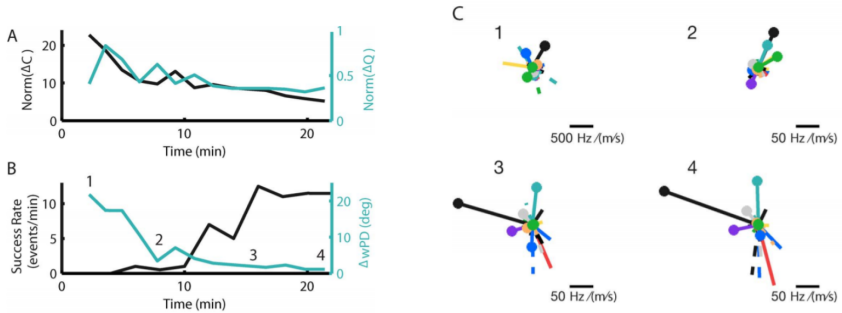 A
20
10
0
Norm(ΔC)
1
0,5
0
Norm(ΔQ)
0
10
20
Time (min)
B
10
5
0
Success Rate
(events/min)
1
2
3
4
20
10
0
ΔwPD (deg)
0
10
20
Time (min)
C
1
500 Hz /(m/s)
2
50 Hz /(m/s)
3
50 Hz /(m/s)
4
50 Hz /(m/s)